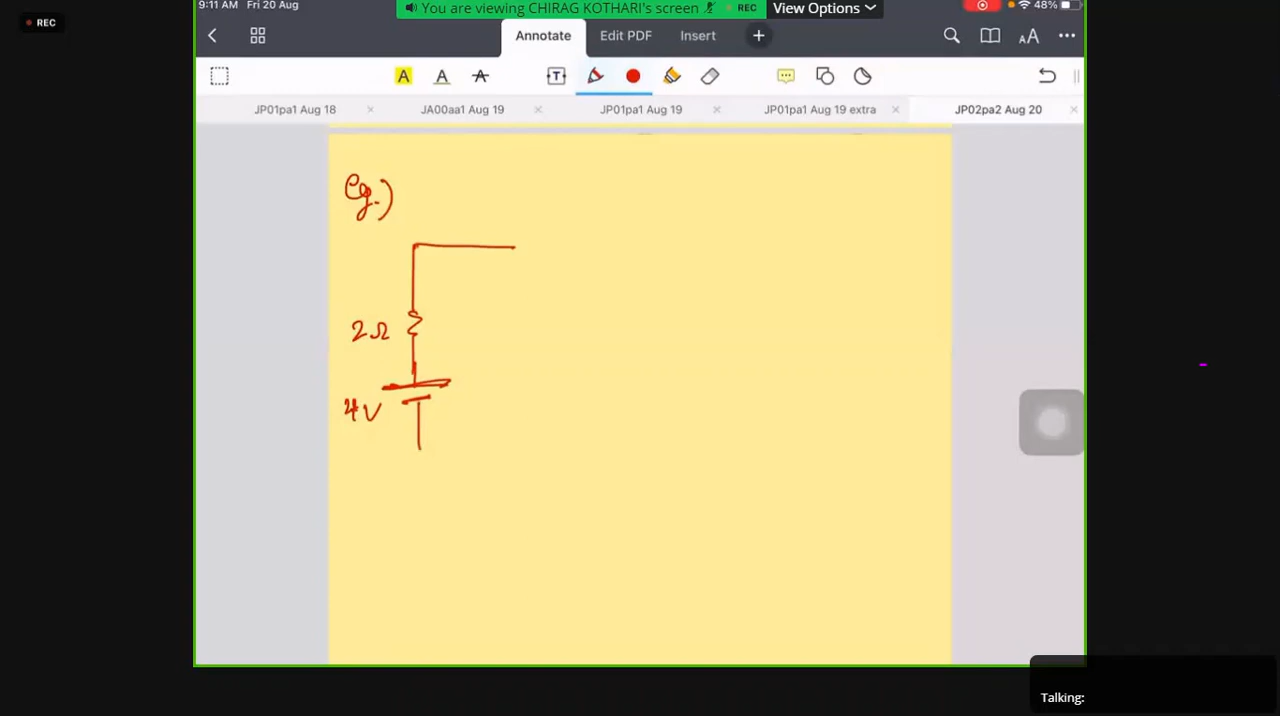 9:11 AM Fri 20 Aug
You are viewing CHIRAG KOTHARI's screen
REC
View Options
48%
REC
Annotate
Edit PDF
Insert
AA
A
A
A
T
JP01pa1 Aug 18
JA00aa1 Aug 19
JP01pa1 Aug 19
JP01pa1 Aug 19 extra
JP02pa2 Aug 20
eg.)
2Ω
4V
Talking: